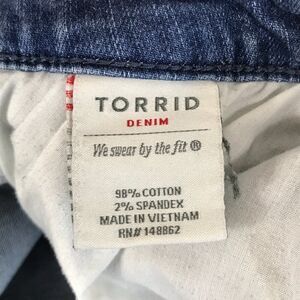 TORRID
DENIM
We swear by the fit ®
98% COTTON
2% SPANDEX
MADE IN VIETNAM
RN# 148862